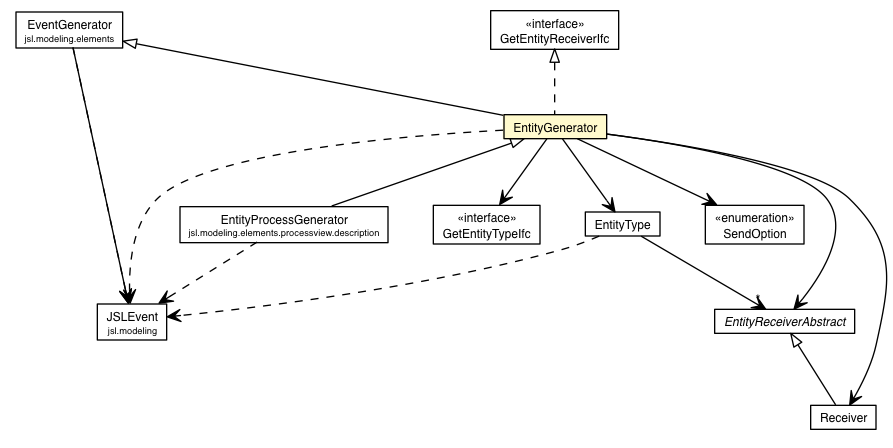 EventGenerator
jsl.modeling.elements
«interface»
GetEntityReceiverIfc
EntityGenerator
EntityProcessGenerator
jsl.modeling.elements.processview.description
«interface»
GetEntityTypeIfc
EntityType
«enumeration»
SendOption
JSLEvent
jsl.modeling
*
EntityReceiverAbstract
Receiver